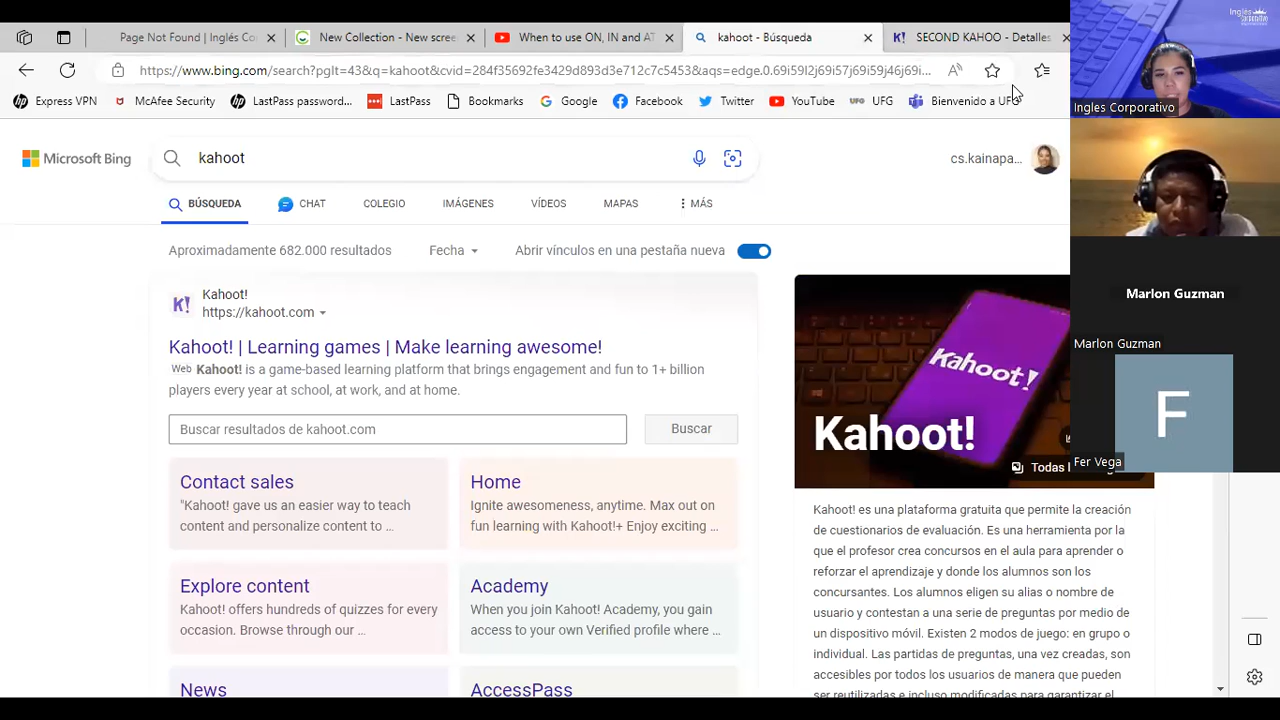 Page Not Found | Inglés Co
New Collection - New scree
When to use ON, IN and AT
kahoot - Búsqueda
K! SECOND KAHOO - Detalles
https://www.bing.com/search?pglt=43&q=kahoot&cvid=2e4f35692fe3429d893d3e712c7c5453&aqs=edge.0.69i59l2j69i57j69i59j46j69i...
Express VPN
McAfee Security
LastPass password...
LastPass
Bookmarks
Google
Facebook
Twitter
YouTube
UFG
Bienvenido a UFG
Microsoft Bing
kahoot
cs.kainapa...
BÚSQUEDA
CHAT
COLEGIO
IMÁGENES
VÍDEOS
MAPAS
MÁS
Aproximadamente 682.000 resultados
Fecha
Abrir vínculos en una pestaña nueva
K!
Kahoot!
https://kahoot.com
Kahoot! | Learning games | Make learning awesome!
Web Kahoot! is a game-based learning platform that brings engagement and fun to 1+ billion
players every year at school, at work, and at home.
Buscar resultados de kahoot.com
Buscar
Contact sales
"Kahoot! gave us an easier way to teach
content and personalize content to ...
Home
Ignite awesomeness, anytime. Max out on
fun learning with Kahoot!+ Enjoy exciting ...
Explore content
Kahoot! offers hundreds of quizzes for every
occasion. Browse through our ...
Academy
When you join Kahoot! Academy, you gain
access to your own Verified profile where ...
News
AccessPass
Kahoot!
Kahoot!
Todas l
Kahoot! es una plataforma gratuita que permite la creación
de cuestionarios de evaluación. Es una herramienta por la
que el profesor crea concursos en el aula para aprender o
reforzar el aprendizaje y donde los alumnos son los
concursantes. Los alumnos eligen su alias o nombre de
usuario y contestan a una serie de preguntas por medio de
un dispositivo móvil. Existen 2 modos de juego: en grupo o
individual. Las partidas de preguntas, una vez creadas, son
accesibles por todos los usuarios de manera que pueden
ser reutilizadas e incluso modificadas para garantizar el
Inglés
Corporativo
Ingles Corporativo
Marlon Guzman
Marlon Guzman
F
Fer Vega